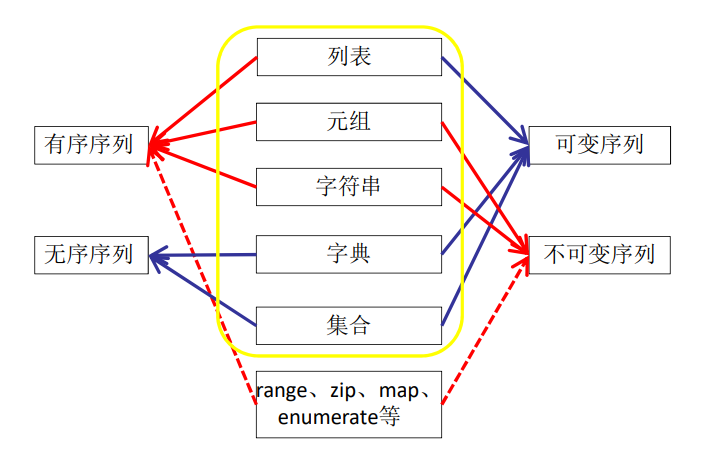 列表
元组
有序序列
可变序列
字符串
无序序列
字典
不可变序列
集合
range、zip、map、
enumerate等